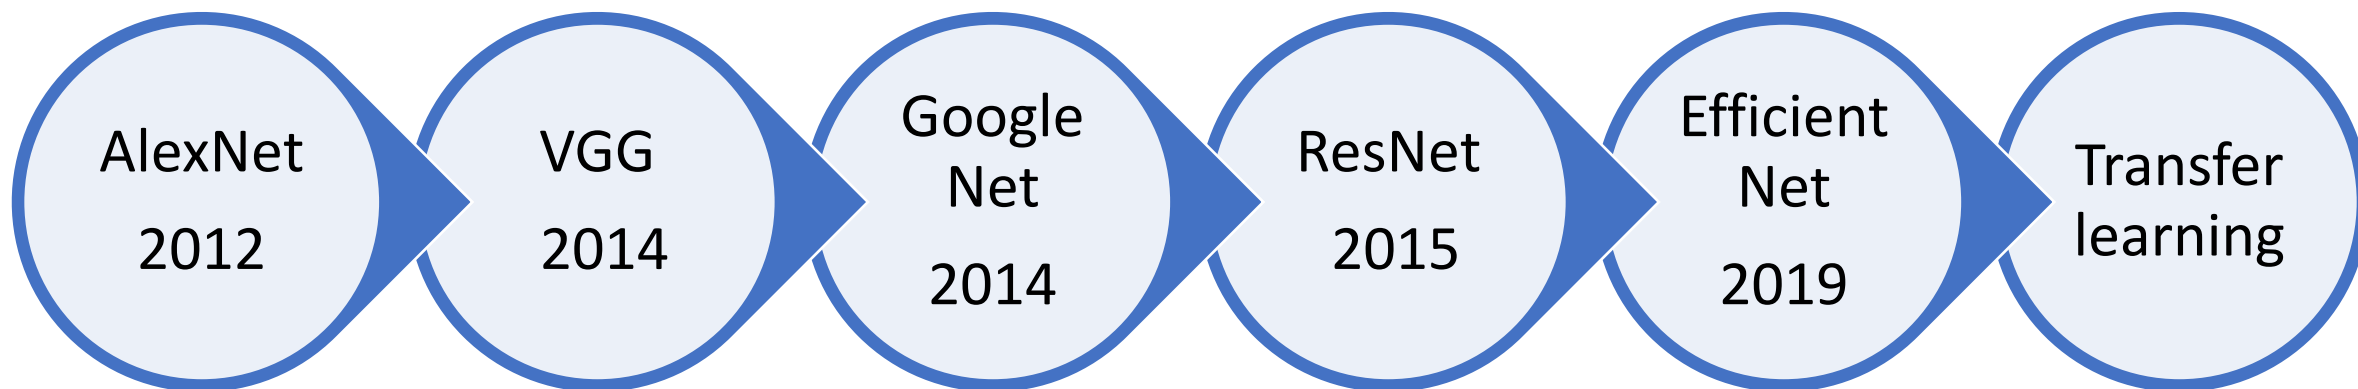 AlexNet
2012
VGG
2014
Google
Net
2014
ResNet
2015
Efficient
Net
2019
Transfer
learning